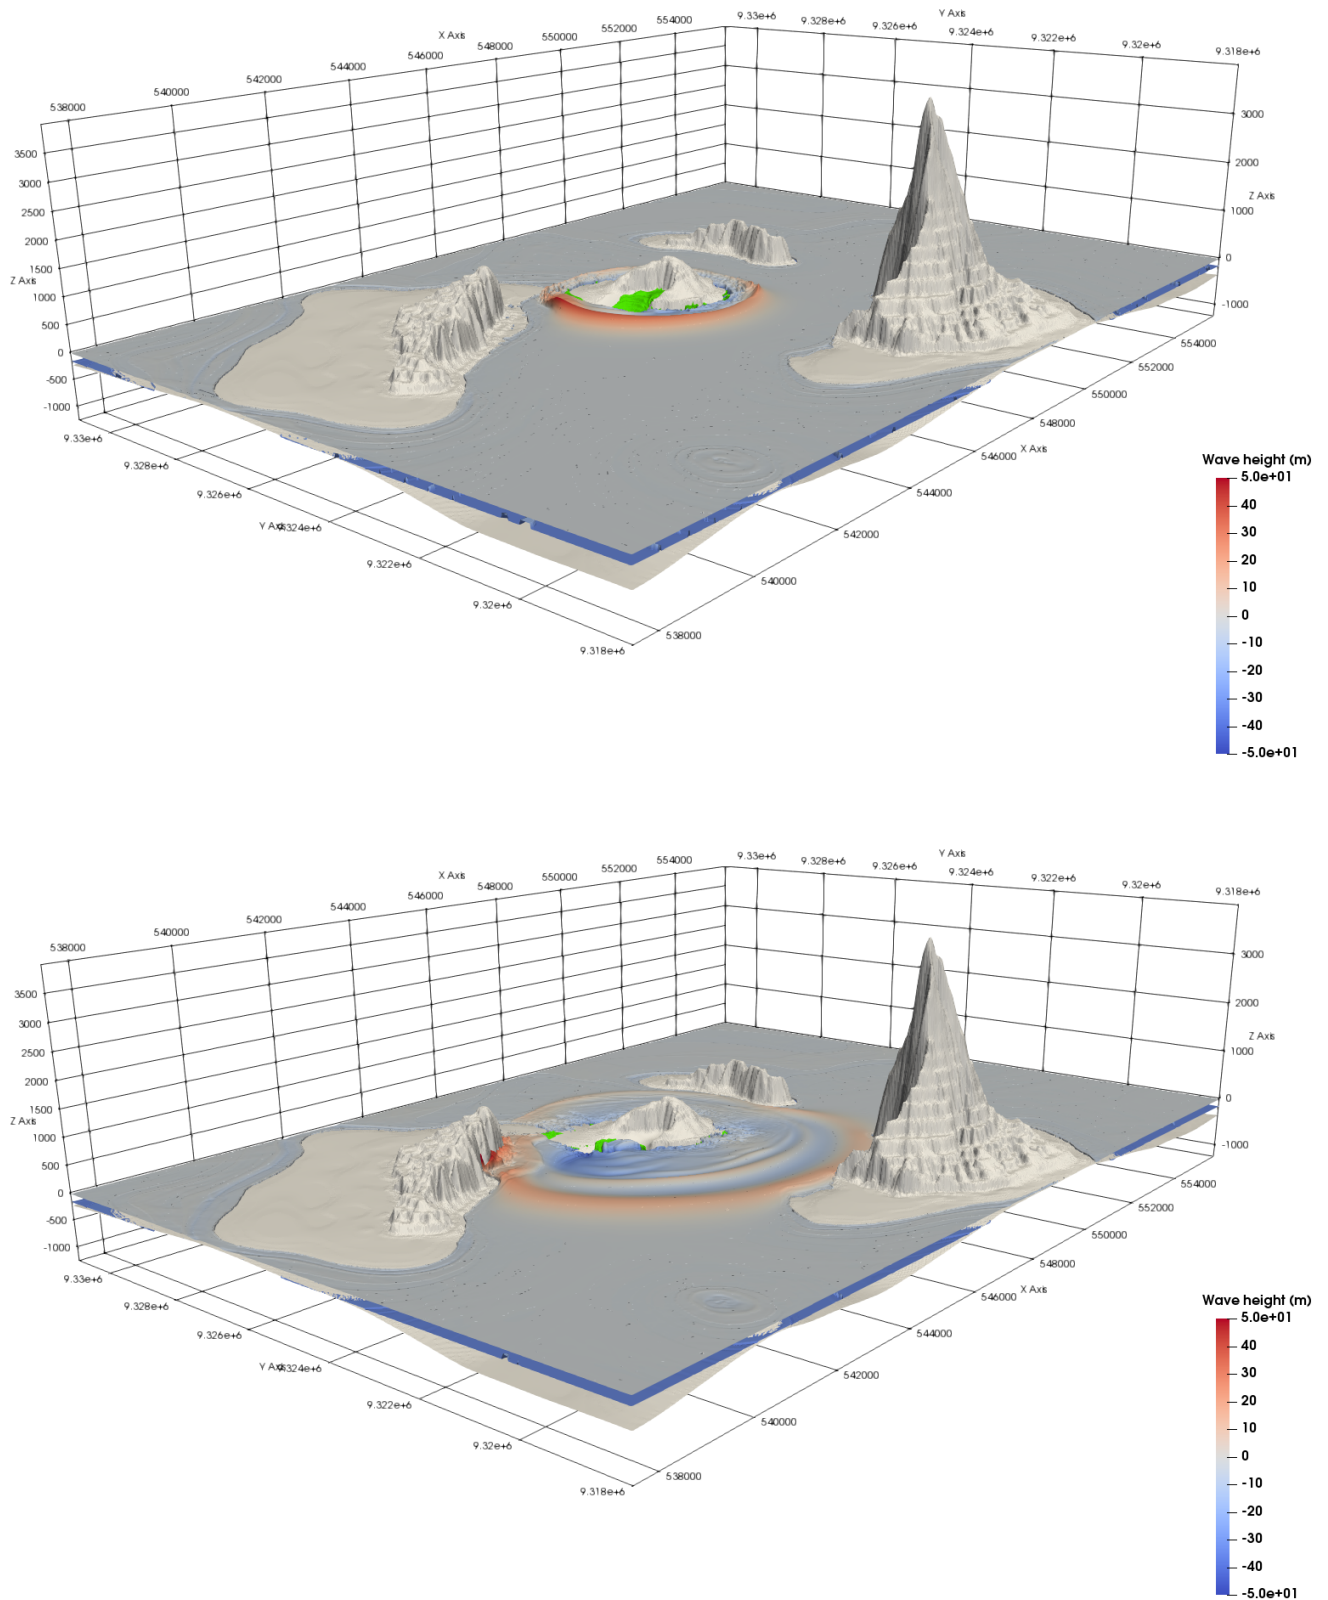 X Axis
538000
540000
542000
544000
546000
548000
550000
552000
554000
Y Axis
9.33e+6
9.328e+6
9.326e+6
9.324e+6
9.322e+6
9.32e+6
9.318e+6
3500
3000
2500
2000
1500
Z Axis
1000
500
0
-500
-1000
3000
2000
Z Axis
1000
0
-1000
9.33e+6
9.328e+6
9.326e+6
Y Axis
9.324e+6
9.322e+6
9.32e+6
9.318e+6
554000
552000
550000
548000
X Axis
546000
544000
542000
540000
538000
Wave height (m)
5.0e+01
40
30
20
10
0
-10
-20
-30
-40
-5.0e+01
X Axis
538000
540000
542000
544000
546000
548000
550000
552000
554000
Y Axis
9.33e+6
9.328e+6
9.326e+6
9.324e+6
9.322e+6
9.32e+6
9.318e+6
3500
3000
2500
2000
1500
Z Axis
1000
500
0
-500
-1000
3000
2000
Z Axis
1000
0
-1000
9.33e+6
9.328e+6
9.326e+6
Y Axis
9.324e+6
9.322e+6
9.32e+6
9.318e+6
554000
552000
550000
548000
X Axis
546000
544000
542000
540000
538000
Wave height (m)
5.0e+01
40
30
20
10
0
-10
-20
-30
-40
-5.0e+01